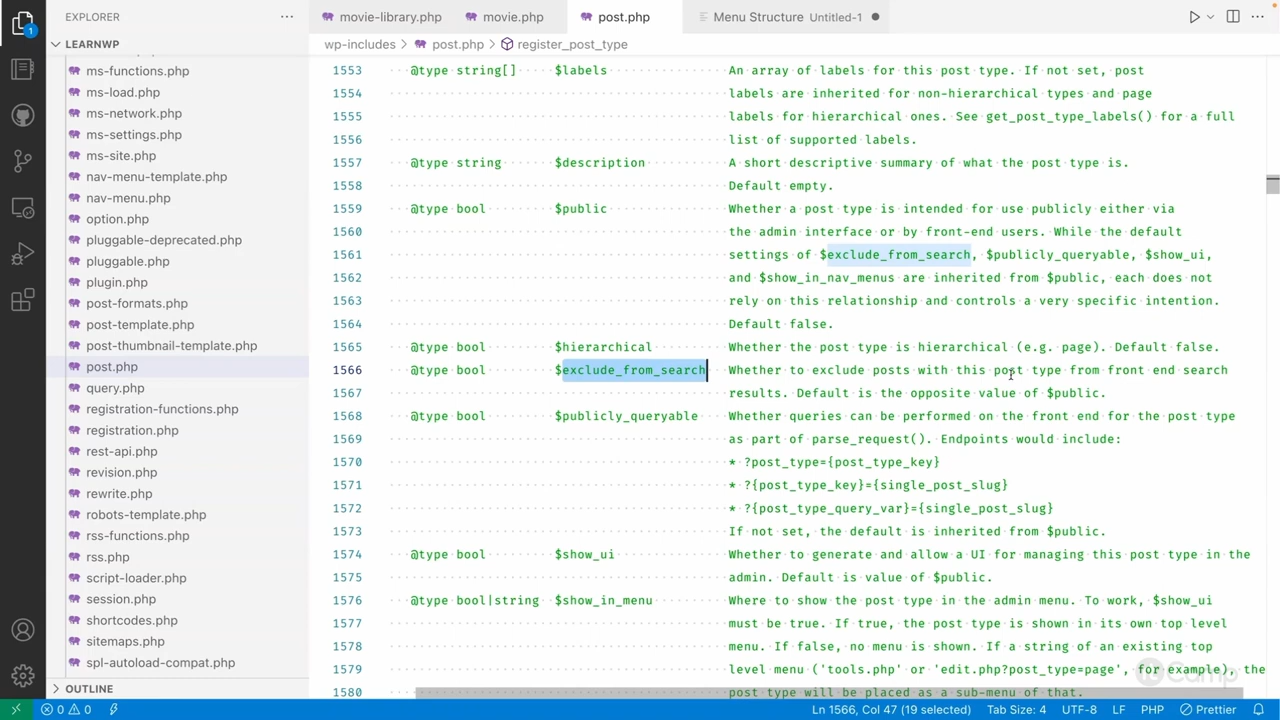 EXPLORER
movie-library.php
movie.php
post.php
Menu Structure Untitled-1
LEARNWP
wp-includes > post.php > register_post_type
ms-functions.php
ms-load.php
ms-network.php
ms-settings.php
ms-site.php
nav-menu-template.php
nav-menu.php
option.php
pluggable-deprecated.php
pluggable.php
plugin.php
post-formats.php
post-template.php
post-thumbnail-template.php
post.php
query.php
registration-functions.php
registration.php
rest-api.php
revision.php
rewrite.php
robots-template.php
rss-functions.php
rss.php
script-loader.php
session.php
shortcodes.php
sitemaps.php
spl-autoload-compat.php
OUTLINE
1553 @type string[] $labels An array of labels for this post type. If not set, post
1554 labels are inherited for non-hierarchical types and page
1555 labels for hierarchical ones. See get_post_type_labels() for a full
1556 list of supported labels.
1557 @type string $description A short descriptive summary of what the post type is.
1558 Default empty.
1559 @type bool $public Whether a post type is intended for use publicly either via
1560 the admin interface or by front-end users. While the default
1561 settings of $exclude_from_search, $publicly_queryable, $show_ui,
1562 and $show_in_nav_menus are inherited from $public, each does not
1563 rely on this relationship and controls a very specific intention.
1564 Default false.
1565 @type bool $hierarchical Whether the post type is hierarchical (e.g. page). Default false.
1566 @type bool $exclude_from_search Whether to exclude posts with this post type from front end search
1567 results. Default is the opposite value of $public.
1568 @type bool $publicly_queryable Whether queries can be performed on the front end for the post type
1569 as part of parse_request(). Endpoints would include:
1570 * ?post_type={post_type_key}
1571 * ?{post_type_key}={single_post_slug}
1572 * ?{post_type_query_var}={single_post_slug}
1573 If not set, the default is inherited from $public.
1574 @type bool $show_ui Whether to generate and allow a UI for managing this post type in the
1575 admin. Default is value of $public.
1576 @type bool|string $show_in_menu Where to show the post type in the admin menu. To work, $show_ui
1577 must be true. If true, the post type is shown in its own top level
1578 menu. If false, no menu is shown. If a string of an existing top
1579 level menu ('tools.php' or 'edit.php?post_type=page', for example), the
1580 post type will be placed as a sub-menu of that.
rtCamp
1
0 0
Ln 1566, Col 47 (19 selected) Tab Size: 4 UTF-8 LF PHP Prettier